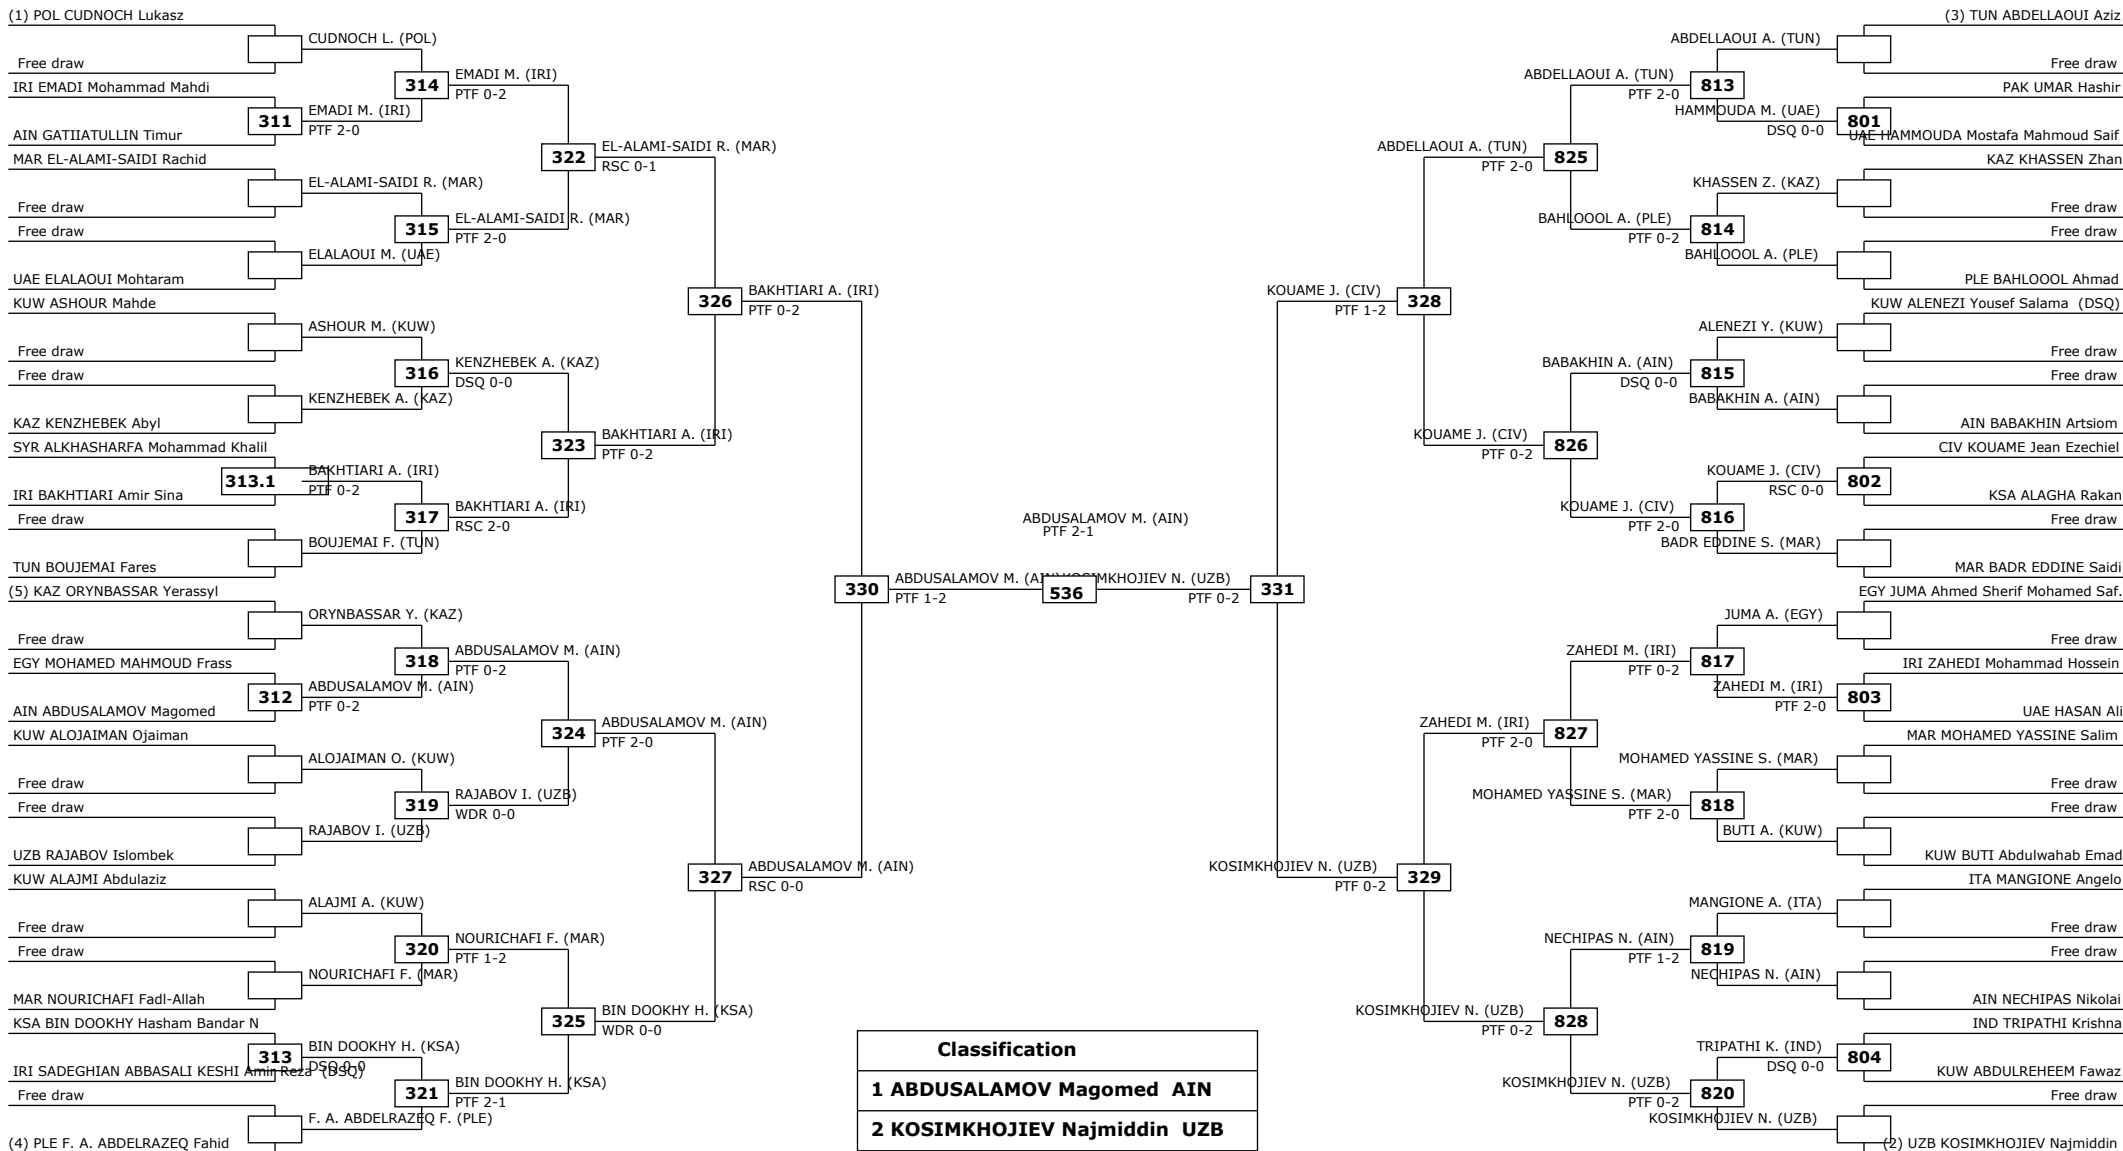 (1) POL CUDNOCH Lukasz
CUDNOCH L. (POL)
Free draw
314
EMADI M. (IRI)
PTF 0-2
IRI EMADI Mohammad Mahdi
311
EMADI M. (IRI)
PTF 2-0
AIN GATIIATULLIN Timur
322
EL-ALAMI-SAIDI R. (MAR)
RSC 0-1
MAR EL-ALAMI-SAIDI Rachid
EL-ALAMI-SAIDI R. (MAR)
Free draw
315
EL-ALAMI-SAIDI R. (MAR)
PTF 2-0
Free draw
ELALAOUI M. (UAE)
UAE ELALAOUI Mohtaram
326
BAKHTIARI A. (IRI)
PTF 0-2
KUW ASHOUR Mahde
ASHOUR M. (KUW)
Free draw
316
KENZHEBEK A. (KAZ)
DSQ 0-0
Free draw
KENZHEBEK A. (KAZ)
KAZ KENZHEBEK Abyl
323
BAKHTIARI A. (IRI)
PTF 0-2
SYR ALKHASHARFA Mohammad Khalil
313.1
BAKHTIARI A. (IRI)
PTF 0-2
IRI BAKHTIARI Amir Sina
317
BAKHTIARI A. (IRI)
RSC 2-0
Free draw
BOUJEMAI F. (TUN)
TUN BOUJEMAI Fares
330
ABDUSALAMOV M. (AIN)
PTF 1-2
(5) KAZ ORYNBASSAR Yerassyl
ORYNBASSAR Y. (KAZ)
Free draw
318
ABDUSALAMOV M. (AIN)
PTF 0-2
EGY MOHAMED MAHMOUD Frass
312
ABDUSALAMOV M. (AIN)
PTF 0-2
AIN ABDUSALAMOV Magomed
324
ABDUSALAMOV M. (AIN)
PTF 2-0
KUW ALOJAIMAN Ojaiman
ALOJAIMAN O. (KUW)
Free draw
319
RAJABOV I. (UZB)
WDR 0-0
Free draw
RAJABOV I. (UZB)
UZB RAJABOV Islombek
327
ABDUSALAMOV M. (AIN)
RSC 0-0
KUW ALAJMI Abdulaziz
ALAJMI A. (KUW)
Free draw
320
NOURICHAFI F. (MAR)
PTF 1-2
Free draw
NOURICHAFI F. (MAR)
MAR NOURICHAFI Fadl-Allah
325
BIN DOOKHY H. (KSA)
WDR 0-0
KSA BIN DOOKHY Hasham Bandar N
313
BIN DOOKHY H. (KSA)
DSQ 0-0
IRI SADEGHIAN ABBASALI KESHI Amir Reza (DSQ)
321
BIN DOOKHY H. (KSA)
PTF 2-1
Free draw
F. A. ABDELRAZEQ F. (PLE)
(4) PLE F. A. ABDELRAZEQ Fahid
ABDUSALAMOV M. (AIN)
PTF 2-1
536
(3) TUN ABDELLAOUI Aziz
ABDELLAOUI A. (TUN)
Free draw
ABDELLAOUI A. (TUN)
PTF 2-0
813
PAK UMAR Hashir
HAMMOUDA M. (UAE)
DSQ 0-0
801
UAE HAMMOUDA Mostafa Mahmoud Saif
ABDELLAOUI A. (TUN)
PTF 2-0
825
KAZ KHASSEN Zhan
KHASSEN Z. (KAZ)
Free draw
BAHLOOOL A. (PLE)
PTF 0-2
814
Free draw
BAHLOOOL A. (PLE)
PLE BAHLOOOL Ahmad
KOUAME J. (CIV)
PTF 1-2
328
KUW ALENEZI Yousef Salama (DSQ)
ALENEZI Y. (KUW)
Free draw
BABAKHIN A. (AIN)
DSQ 0-0
815
Free draw
BABAKHIN A. (AIN)
AIN BABAKHIN Artsiom
KOUAME J. (CIV)
PTF 0-2
826
CIV KOUAME Jean Ezechiel
KOUAME J. (CIV)
RSC 0-0
802
KSA ALAGHA Rakan
KOUAME J. (CIV)
PTF 2-0
816
Free draw
BADR EDDINE S. (MAR)
MAR BADR EDDINE Saidi
KOSIMKHOJIEV N. (UZB)
PTF 0-2
331
EGY JUMA Ahmed Sherif Mohamed Saf.
JUMA A. (EGY)
Free draw
ZAHEDI M. (IRI)
PTF 0-2
817
IRI ZAHEDI Mohammad Hossein
ZAHEDI M. (IRI)
PTF 2-0
803
UAE HASAN Ali
ZAHEDI M. (IRI)
PTF 2-0
827
MAR MOHAMED YASSINE Salim
MOHAMED YASSINE S. (MAR)
Free draw
MOHAMED YASSINE S. (MAR)
PTF 2-0
818
Free draw
BUTI A. (KUW)
KUW BUTI Abdulwahab Emad
KOSIMKHOJIEV N. (UZB)
PTF 0-2
329
ITA MANGIONE Angelo
MANGIONE A. (ITA)
Free draw
NECHIPAS N. (AIN)
PTF 1-2
819
Free draw
NECHIPAS N. (AIN)
AIN NECHIPAS Nikolai
KOSIMKHOJIEV N. (UZB)
PTF 0-2
828
IND TRIPATHI Krishna
TRIPATHI K. (IND)
DSQ 0-0
804
KUW ABDULREHEEM Fawaz
KOSIMKHOJIEV N. (UZB)
PTF 0-2
820
Free draw
KOSIMKHOJIEV N. (UZB)
(2) UZB KOSIMKHOJIEV Najmiddin
Classification
1 ABDUSALAMOV Magomed AIN
2 KOSIMKHOJIEV Najmiddin UZB